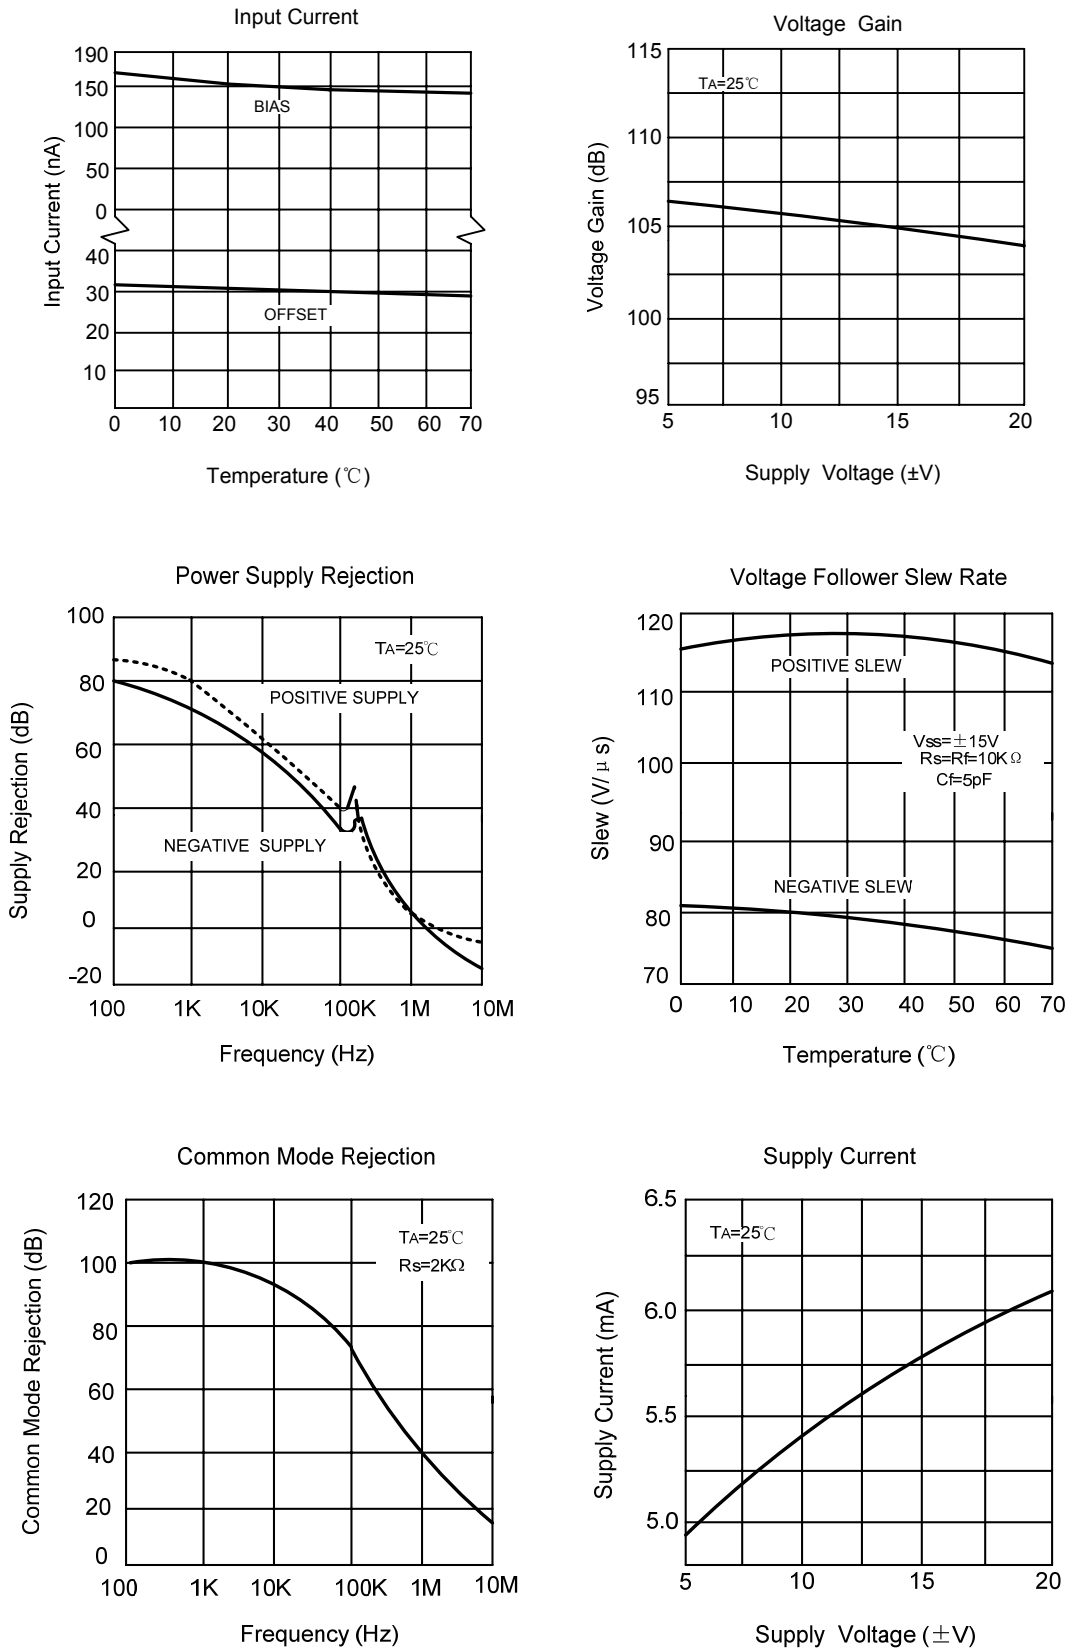 Input Current
190
150
100
50
0
40
30
20
10
Input Current (nA)
BIAS
OFFSET
0 10 20 30 40 50 60 70
Temperature (℃)
Voltage Gain
115
110
105
100
95
Voltage Gain (dB)
TA=25℃
5 10 15 20
Supply Voltage (±V)
Power Supply Rejection
100
80
60
40
20
0
-20
Supply Rejection (dB)
TA=25℃
POSITIVE SUPPLY
NEGATIVE SUPPLY
100 1K 10K 100K 1M 10M
Frequency (Hz)
Voltage Follower Slew Rate
120
110
100
90
80
70
Slew (V/μs)
POSITIVE SLEW
Vss=±15V
Rs=Rf=10KΩ
Cf=5pF
NEGATIVE SLEW
0 10 20 30 40 50 60 70
Temperature (℃)
Common Mode Rejection
120
100
80
60
40
20
0
Common Mode Rejection (dB)
TA=25℃
Rs=2KΩ
100 1K 10K 100K 1M 10M
Frequency (Hz)
Supply Current
6.5
6.0
5.5
5.0
Supply Current (mA)
TA=25℃
5 10 15 20
Supply Voltage (±V)